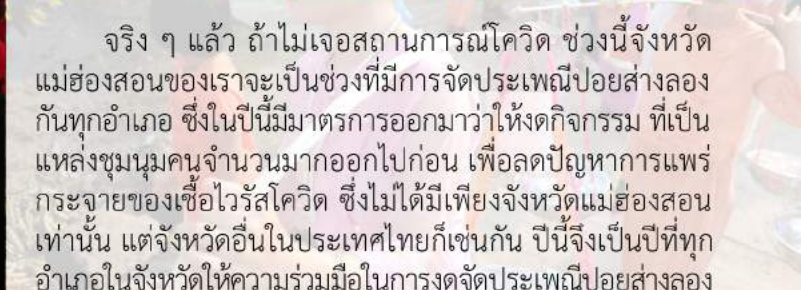 จริง ๆ แล้ว ถ้าไม่เจอสถานการณ์โควิด ช่วงนี้จังหวัด
แม่ฮ่องสอนของเราจะเป็นช่วงที่มีการจัดประเพณีปอยส่างลอง
กันทุกอำเภอ ซึ่งในปีนี้มีมาตรการออกมาว่าให้งดกิจกรรม ที่เป็น
แหล่งชุมนุมคนจำนวนมากออกไปก่อน เพื่อลดปัญหาการแพร่
กระจายของเชื้อไวรัสโควิด ซึ่งไม่ได้มีเพียงจังหวัดแม่ฮ่องสอน
เท่านั้น แต่จังหวัดอื่นในประเทศไทยก็เช่นกัน ปีนี้จึงเป็นปีที่ทุก
อำเภอในจังหวัดให้ความร่วมมือในการงดจัดประเพณีปอยส่างลอง